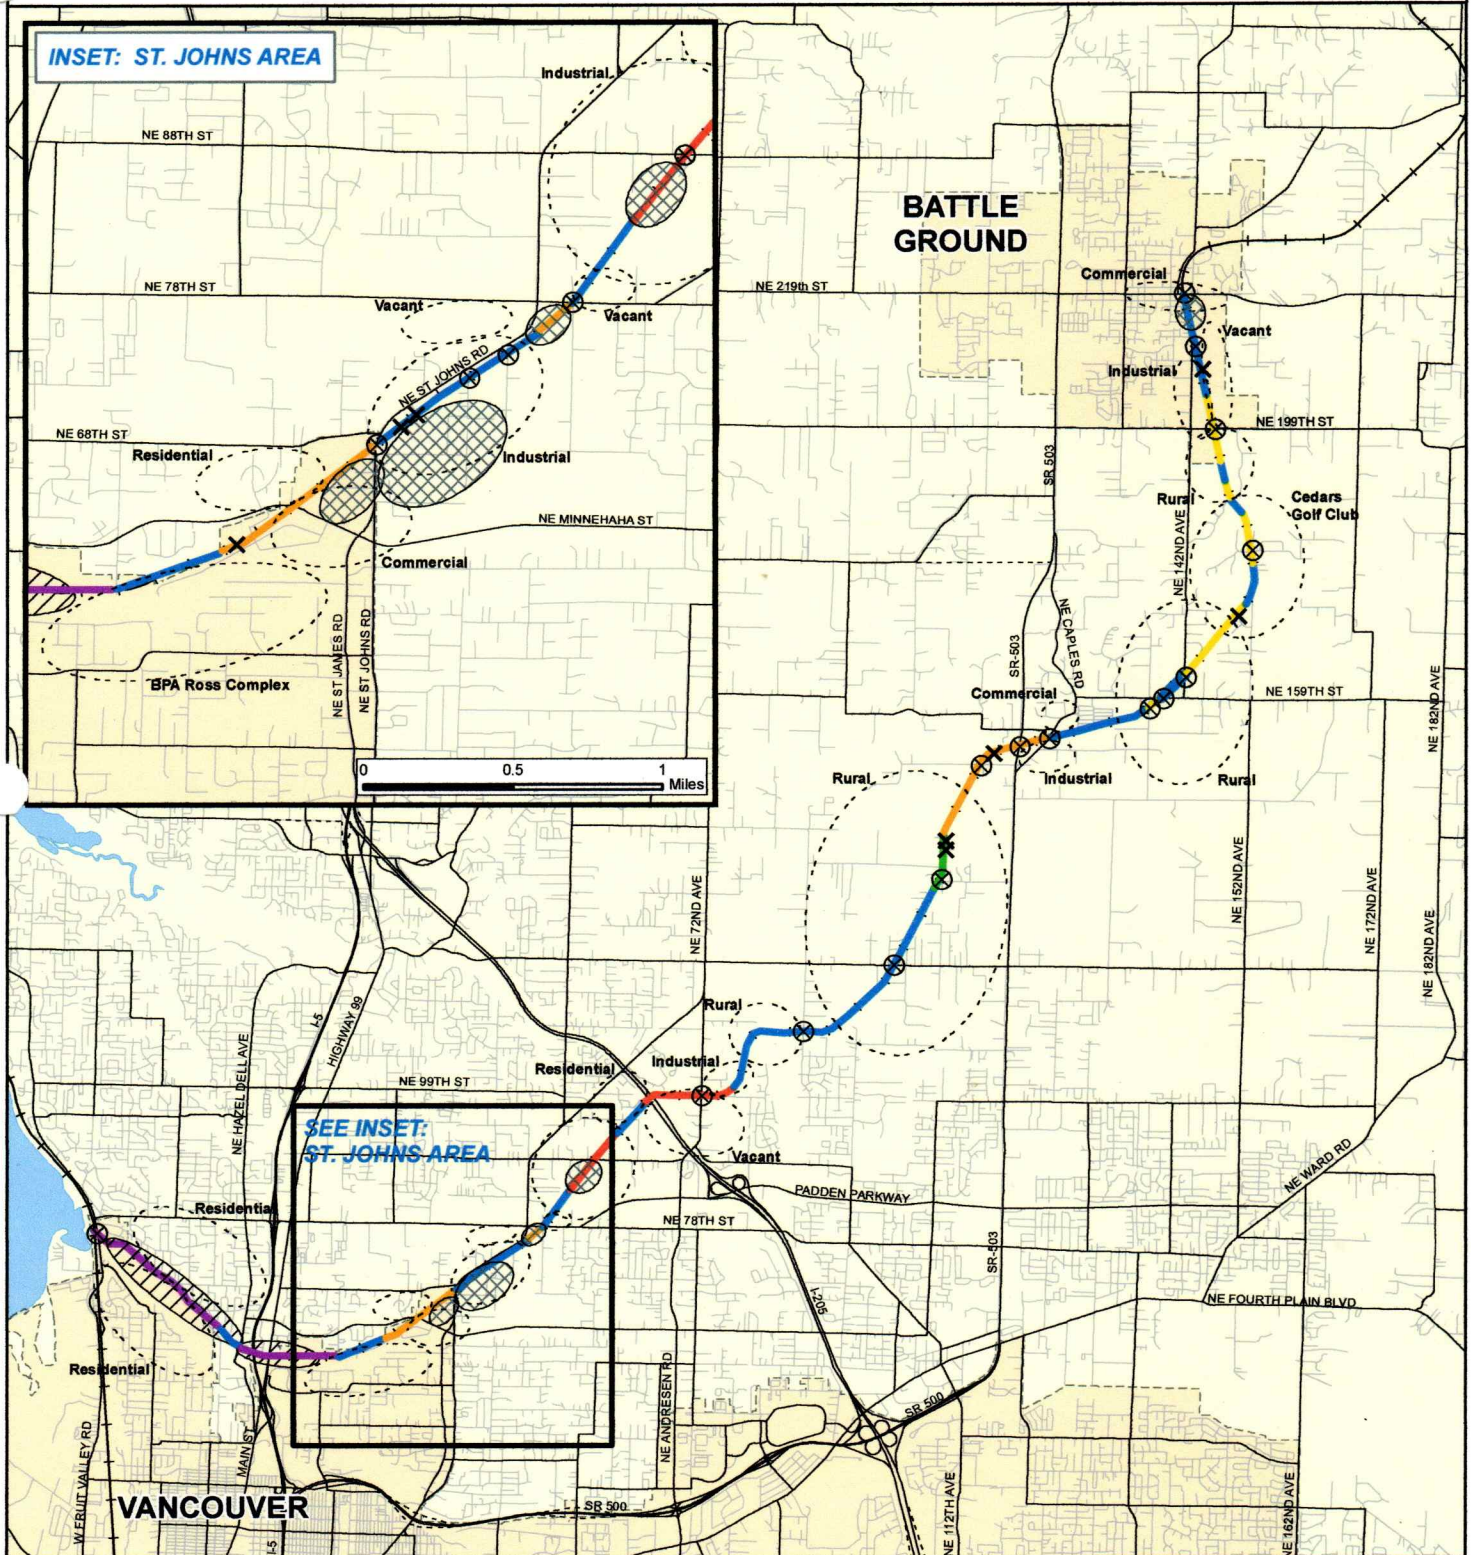 INSET: ST. JOHNS AREA
Industrial
NE 88TH ST
NE 78TH ST
Vacant
Vacant
NE ST JOHNS RD
NE 68TH ST
Residential
Industrial
NE MINNEHAHA ST
Commercial
BPA Ross Complex
NE ST JAMES RD
NE ST JOHNS RD
0
0.5
1
Miles
BATTLE
GROUND
Commercial
NE 219th ST
Vacant
Industrial
NE 199TH ST
SR 503
Rural
Cedars
Golf Club
NE 142ND AVE
NE CAPLES RD
SR-503
Commercial
NE 159TH ST
NE 182ND AVE
Rural
Industrial
Rural
NE 72ND AVE
NE 152ND AVE
NE 172ND AVE
NE 182ND AVE
I-5
HIGHWAY 99
NE HAZEL DELL AVE
Rural
Residential
Industrial
NE 99TH ST
SEE INSET:
ST. JOHNS AREA
Vacant
PADDEN PARKWAY
NE WARD RD
Residential
NE 78TH ST
SR-503
I-205
NE FOURTH PLAIN BLVD
Residential
NE ANDRESEN RD
SR 500
W FRUIT VALLEY RD
MAIN ST
VANCOUVER
SR 500
I-5
NE 112TH AVE
NE 162ND AVE